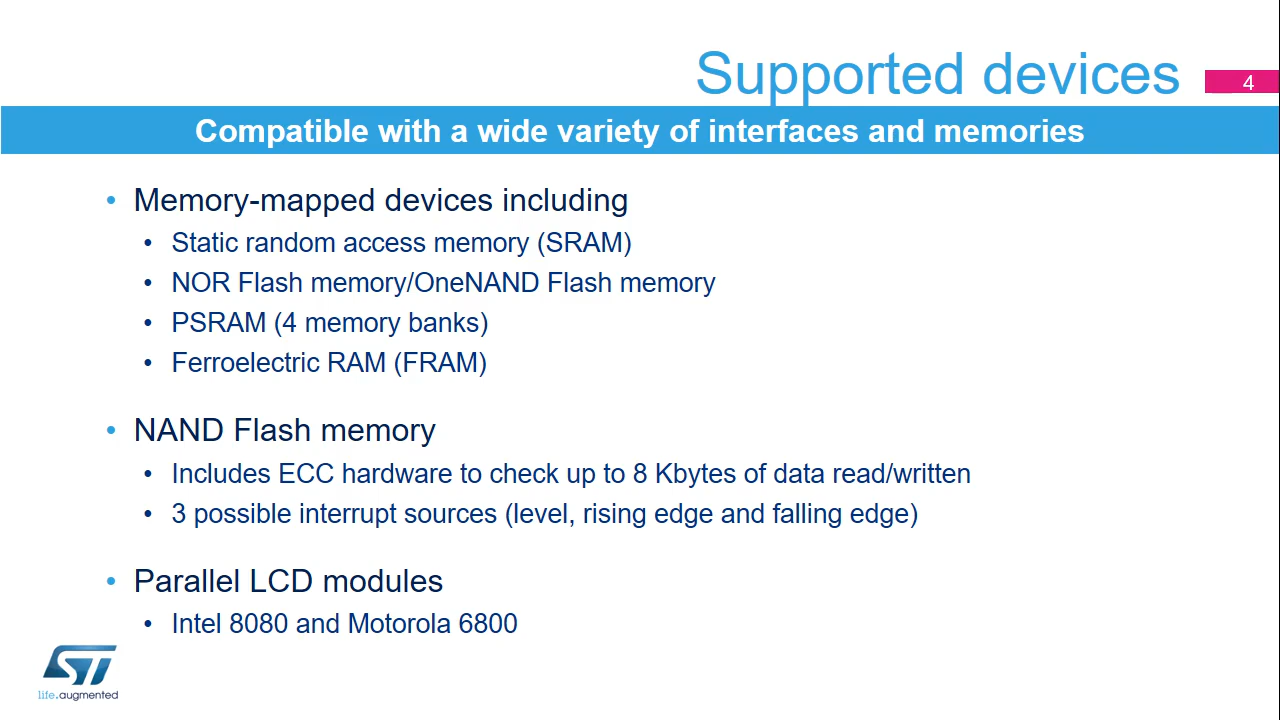 Supported devices
4
Compatible with a wide variety of interfaces and memories
• Memory-mapped devices including
• Static random access memory (SRAM)
• NOR Flash memory/OneNAND Flash memory
• PSRAM (4 memory banks)
• Ferroelectric RAM (FRAM)
• NAND Flash memory
• Includes ECC hardware to check up to 8 Kbytes of data read/written
• 3 possible interrupt sources (level, rising edge and falling edge)
• Parallel LCD modules
• Intel 8080 and Motorola 6800
ST
life.augmented